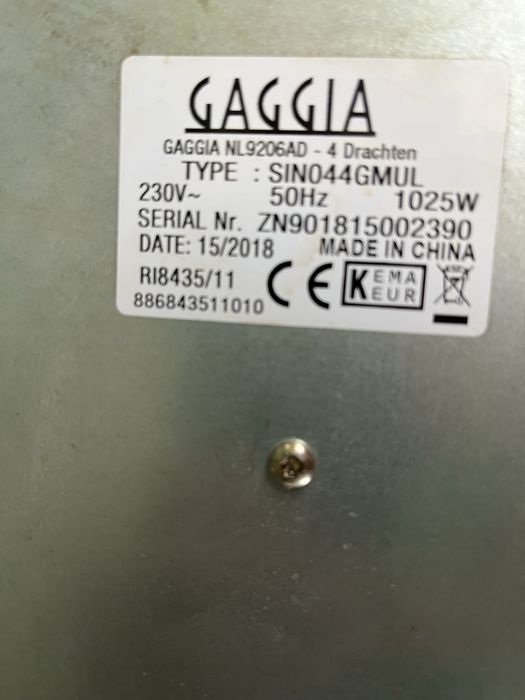 GAGGIA
GAGGIA NL9206AD - 4 Drachten
TYPE : SIN044GMUL
230V~ 50Hz 1025W
SERIAL Nr. ZN901815002390
DATE: 15/2018 MADE IN CHINA
RI8435/11
886843511010
CE
KEMA
KEUR